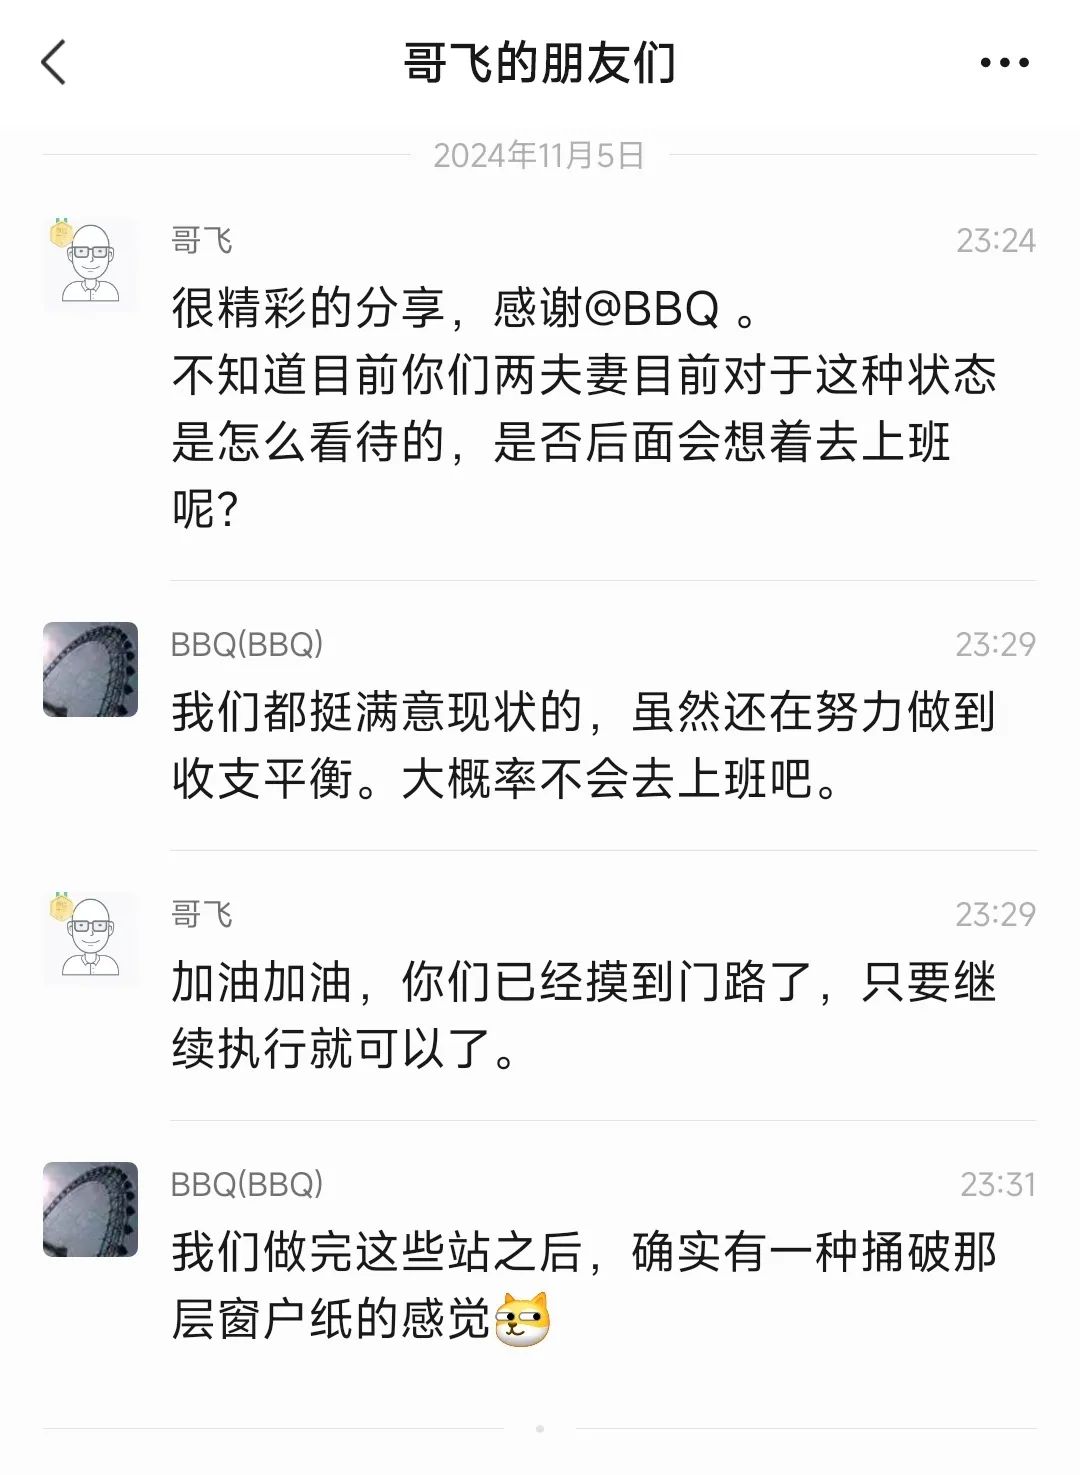 哥飞的朋友们
2024年11月5日
哥飞
23:24
很精彩的分享，感谢@BBQ 。
不知道目前你们两夫妻目前对于这种状态
是怎么看待的，是否后面会想着去上班
呢？
BBQ(BBQ)
23:29
我们都挺满意现状的，虽然还在努力做到
收支平衡。大概率不会去上班吧。
哥飞
23:29
加油加油，你们已经摸到门路了，只要继
续执行就可以了。
BBQ(BBQ)
23:31
我们做完这些站之后，确实有一种捅破那
层窗户纸的感觉